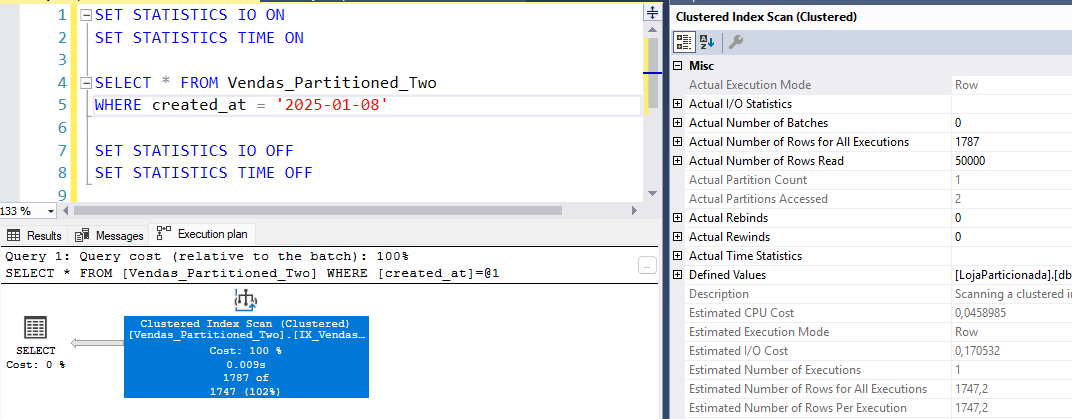 1 SET STATISTICS IO ON
2 SET STATISTICS TIME ON
3
4 SELECT * FROM Vendas_Partitioned_Two
5 WHERE created_at = '2025-01-08'
6
7 SET STATISTICS IO OFF
8 SET STATISTICS TIME OFF
9
133 %
Results Messages Execution plan
Query 1: Query cost (relative to the batch): 100%
SELECT * FROM [Vendas_Partitioned_Two] WHERE [created_at]=@1
...
Clustered Index Scan (Clustered)
[Vendas_Partitioned_Two].[IX_Vendas…
Cost: 100 %
0.009s
1787 of
1747 (102%)
SELECT
Cost: 0 %
Clustered Index Scan (Clustered)
Misc
Actual Execution Mode Row
Actual I/O Statistics
Actual Number of Batches 0
Actual Number of Rows for All Executions 1787
Actual Number of Rows Read 50000
Actual Partition Count 1
Actual Partitions Accessed 2
Actual Rebinds 0
Actual Rewinds 0
Actual Time Statistics
Defined Values [LojaParticionada].[db
Description Scanning a clustered in
Estimated CPU Cost 0,0458985
Estimated Execution Mode Row
Estimated I/O Cost 0,170532
Estimated Number of Executions 1
Estimated Number of Rows for All Executions 1747,2
Estimated Number of Rows Per Execution 1747,2